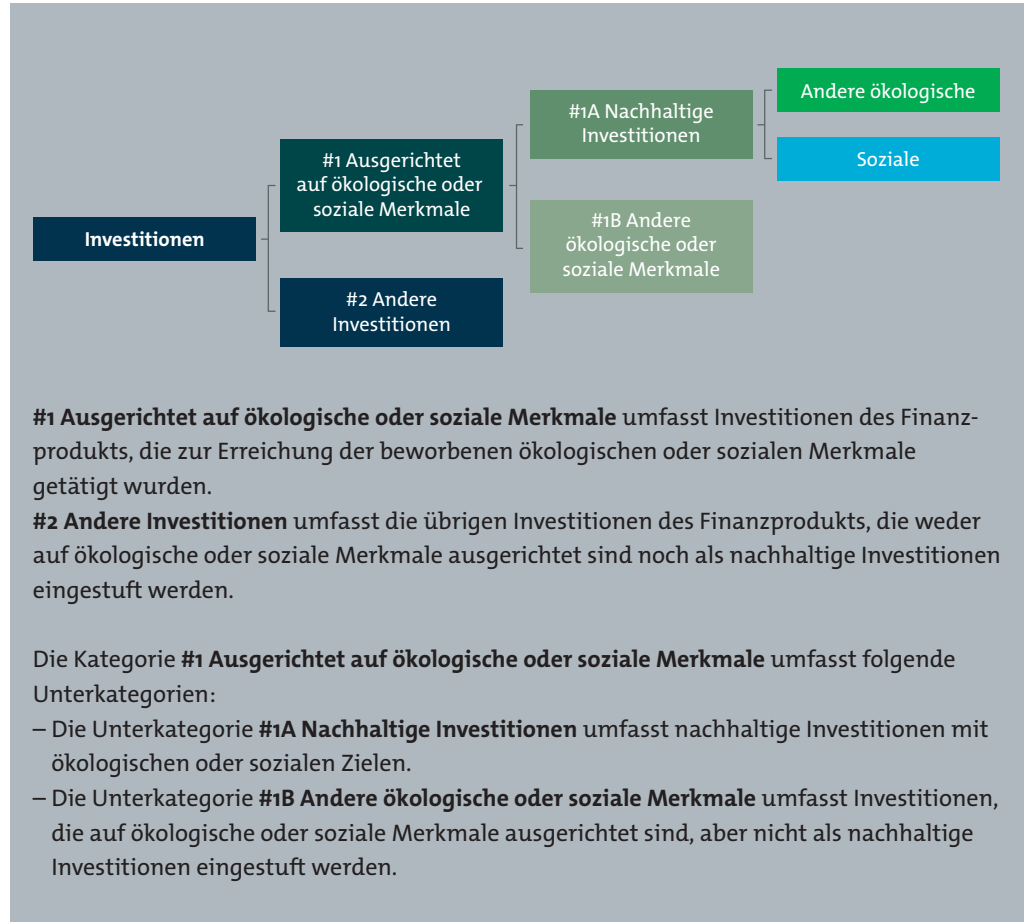 Investitionen
#1 Ausgerichtet
auf ökologische oder
soziale Merkmale
#2 Andere
Investitionen
#1A Nachhaltige
Investitionen
#1B Andere
ökologische oder
soziale Merkmale
Andere ökologische
Soziale
#1 Ausgerichtet auf ökologische oder soziale Merkmale umfasst Investitionen des Finanz-
produkts, die zur Erreichung der beworbenen ökologischen oder sozialen Merkmale
getätigt wurden.
#2 Andere Investitionen umfasst die übrigen Investitionen des Finanzprodukts, die weder
auf ökologische oder soziale Merkmale ausgerichtet sind noch als nachhaltige Investitionen
eingestuft werden.
Die Kategorie #1 Ausgerichtet auf ökologische oder soziale Merkmale umfasst folgende
Unterkategorien:
– Die Unterkategorie #1A Nachhaltige Investitionen umfasst nachhaltige Investitionen mit
ökologischen oder sozialen Zielen.
– Die Unterkategorie #1B Andere ökologische oder soziale Merkmale umfasst Investitionen,
die auf ökologische oder soziale Merkmale ausgerichtet sind, aber nicht als nachhaltige
Investitionen eingestuft werden.